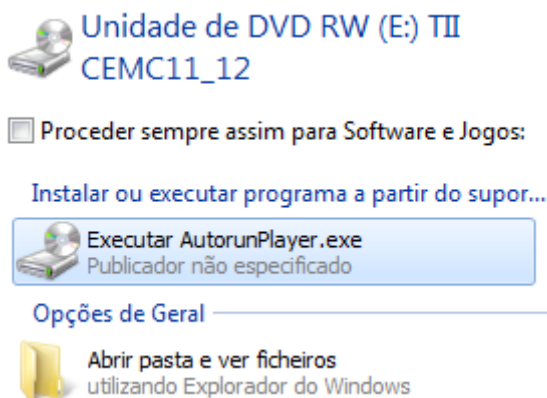 Unidade de DVD RW (E:) TII
CEMC11_12
Proceder sempre assim para Software e Jogos:
Instalar ou executar programa a partir do supor...
Executar AutorunPlayer.exe
Publicador não especificado
Opções de Geral
Abrir pasta e ver ficheiros
utilizando Explorador do Windows